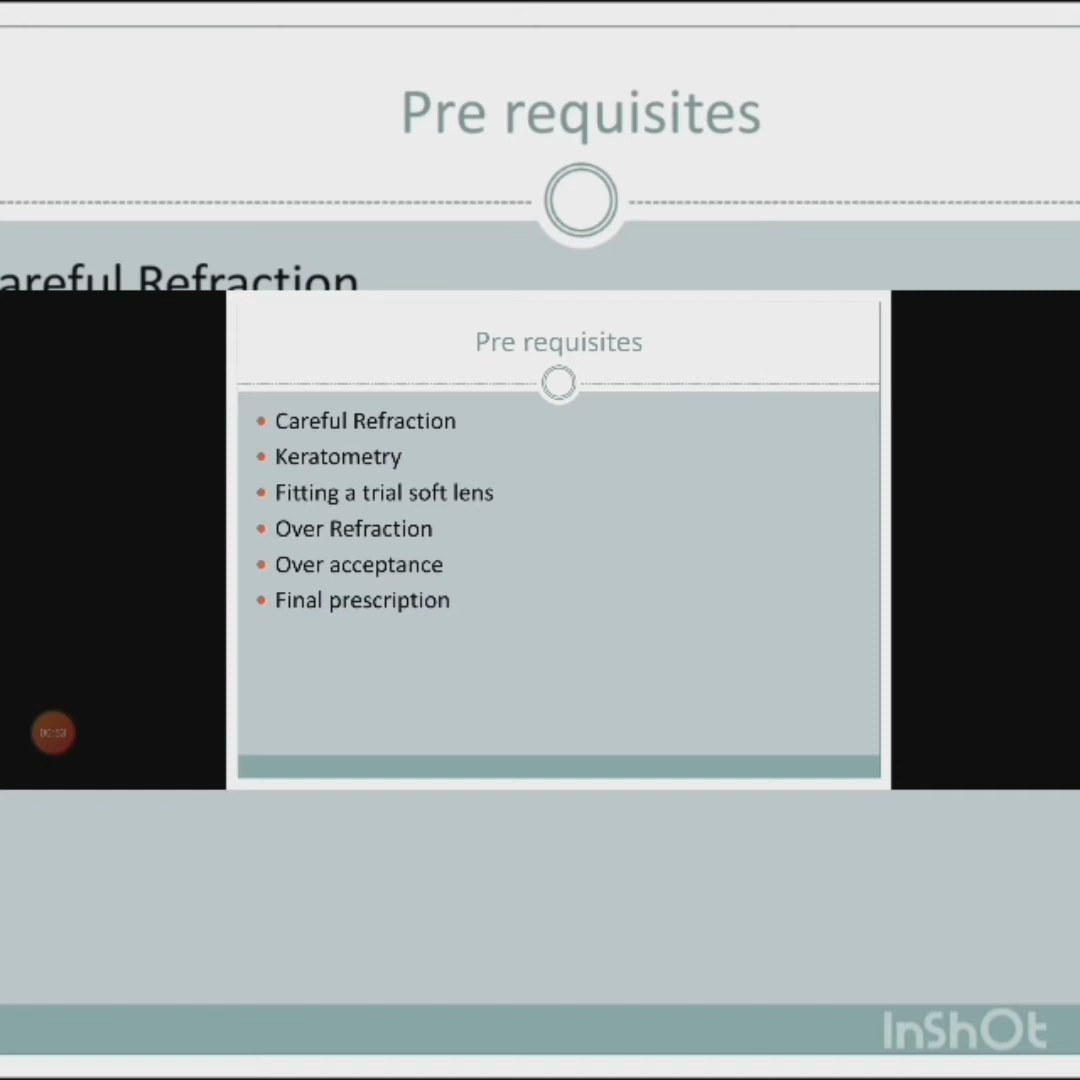 Pre requisites
areful Refraction
Pre requisites
Careful Refraction
Keratometry
Fitting a trial soft lens
Over Refraction
Over acceptance
Final prescription
InShOt